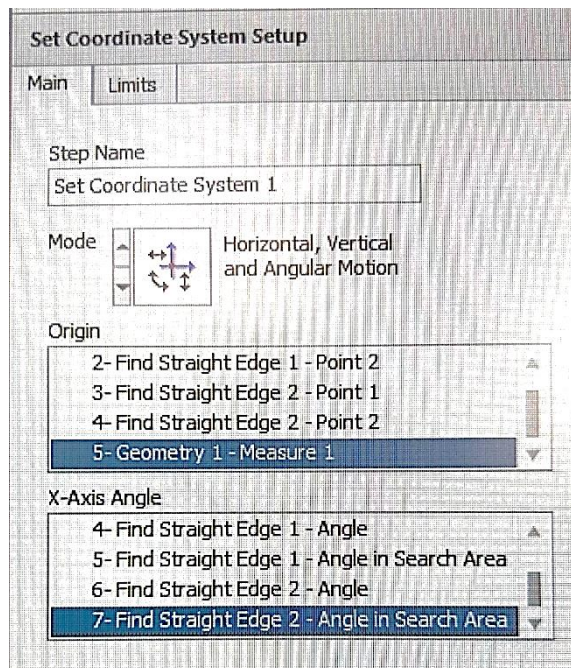 Set Coordinate System Setup
Main Limits
Step Name
Set Coordinate System 1
Mode Horizontal, Vertical
and Angular Motion
Origin
2- Find Straight Edge 1 - Point 2
3- Find Straight Edge 2 - Point 1
4- Find Straight Edge 2 - Point 2
5- Geometry 1 - Measure 1
X-Axis Angle
4- Find Straight Edge 1 - Angle
5- Find Straight Edge 1 - Angle in Search Area
6- Find Straight Edge 2 - Angle
7- Find Straight Edge 2 - Angle in Search Area